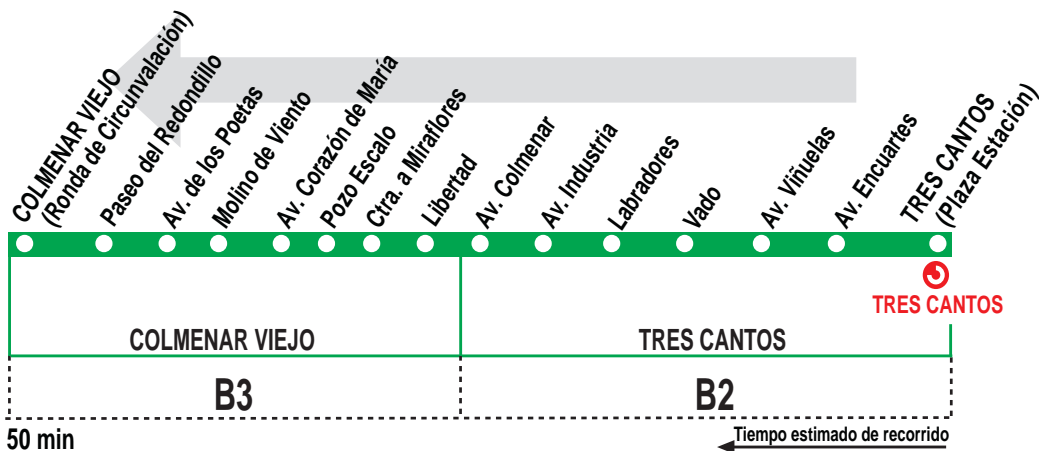 COLMENAR VIEJO
(Ronda de Circunvalación)
Paseo del Redondillo
Av. de los Poetas
Molino de Viento
Av. Corazón de María
Pozo Escalo
Ctra. a Miraflores
Libertad
Av. Colmenar
Av. Industria
Labradores
Vado
Av. Viñuelas
Av. Encuartes
TRES CANTOS
(Plaza Estación)
TRES CANTOS
COLMENAR VIEJO
TRES CANTOS
B3
B2
50 min
Tiempo estimado de recorrido